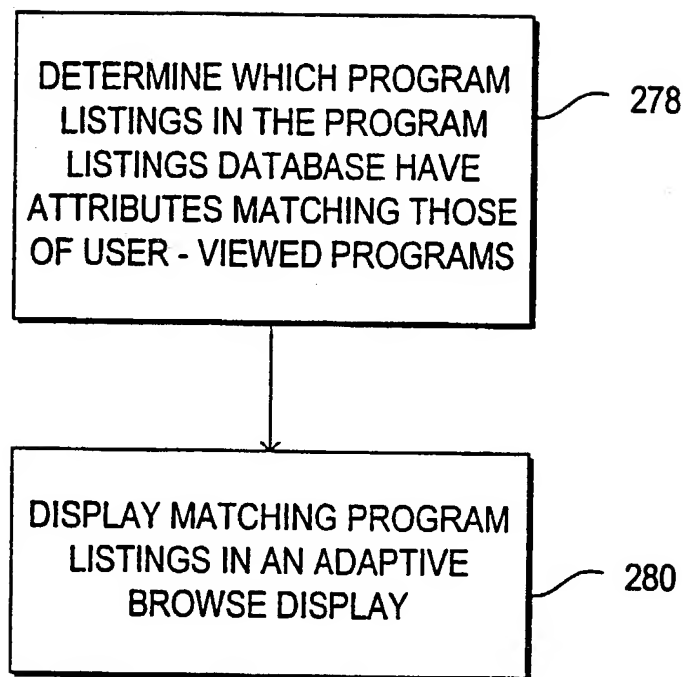 DETERMINE WHICH PROGRAM
LISTINGS IN THE PROGRAM
LISTINGS DATABASE HAVE
ATTRIBUTES MATCHING THOSE
OF USER - VIEWED PROGRAMS
278
DISPLAY MATCHING PROGRAM
LISTINGS IN AN ADAPTIVE
BROWSE DISPLAY
280